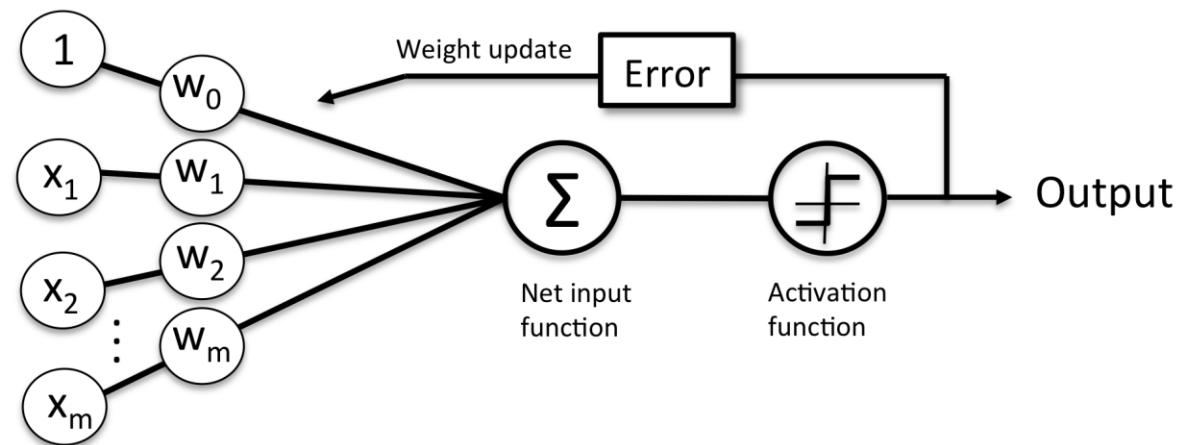 1
w0
Weight update
Error
x1
w1
Σ
Output
x2
w2
⋮
xm
wm
Net input
function
Activation
function